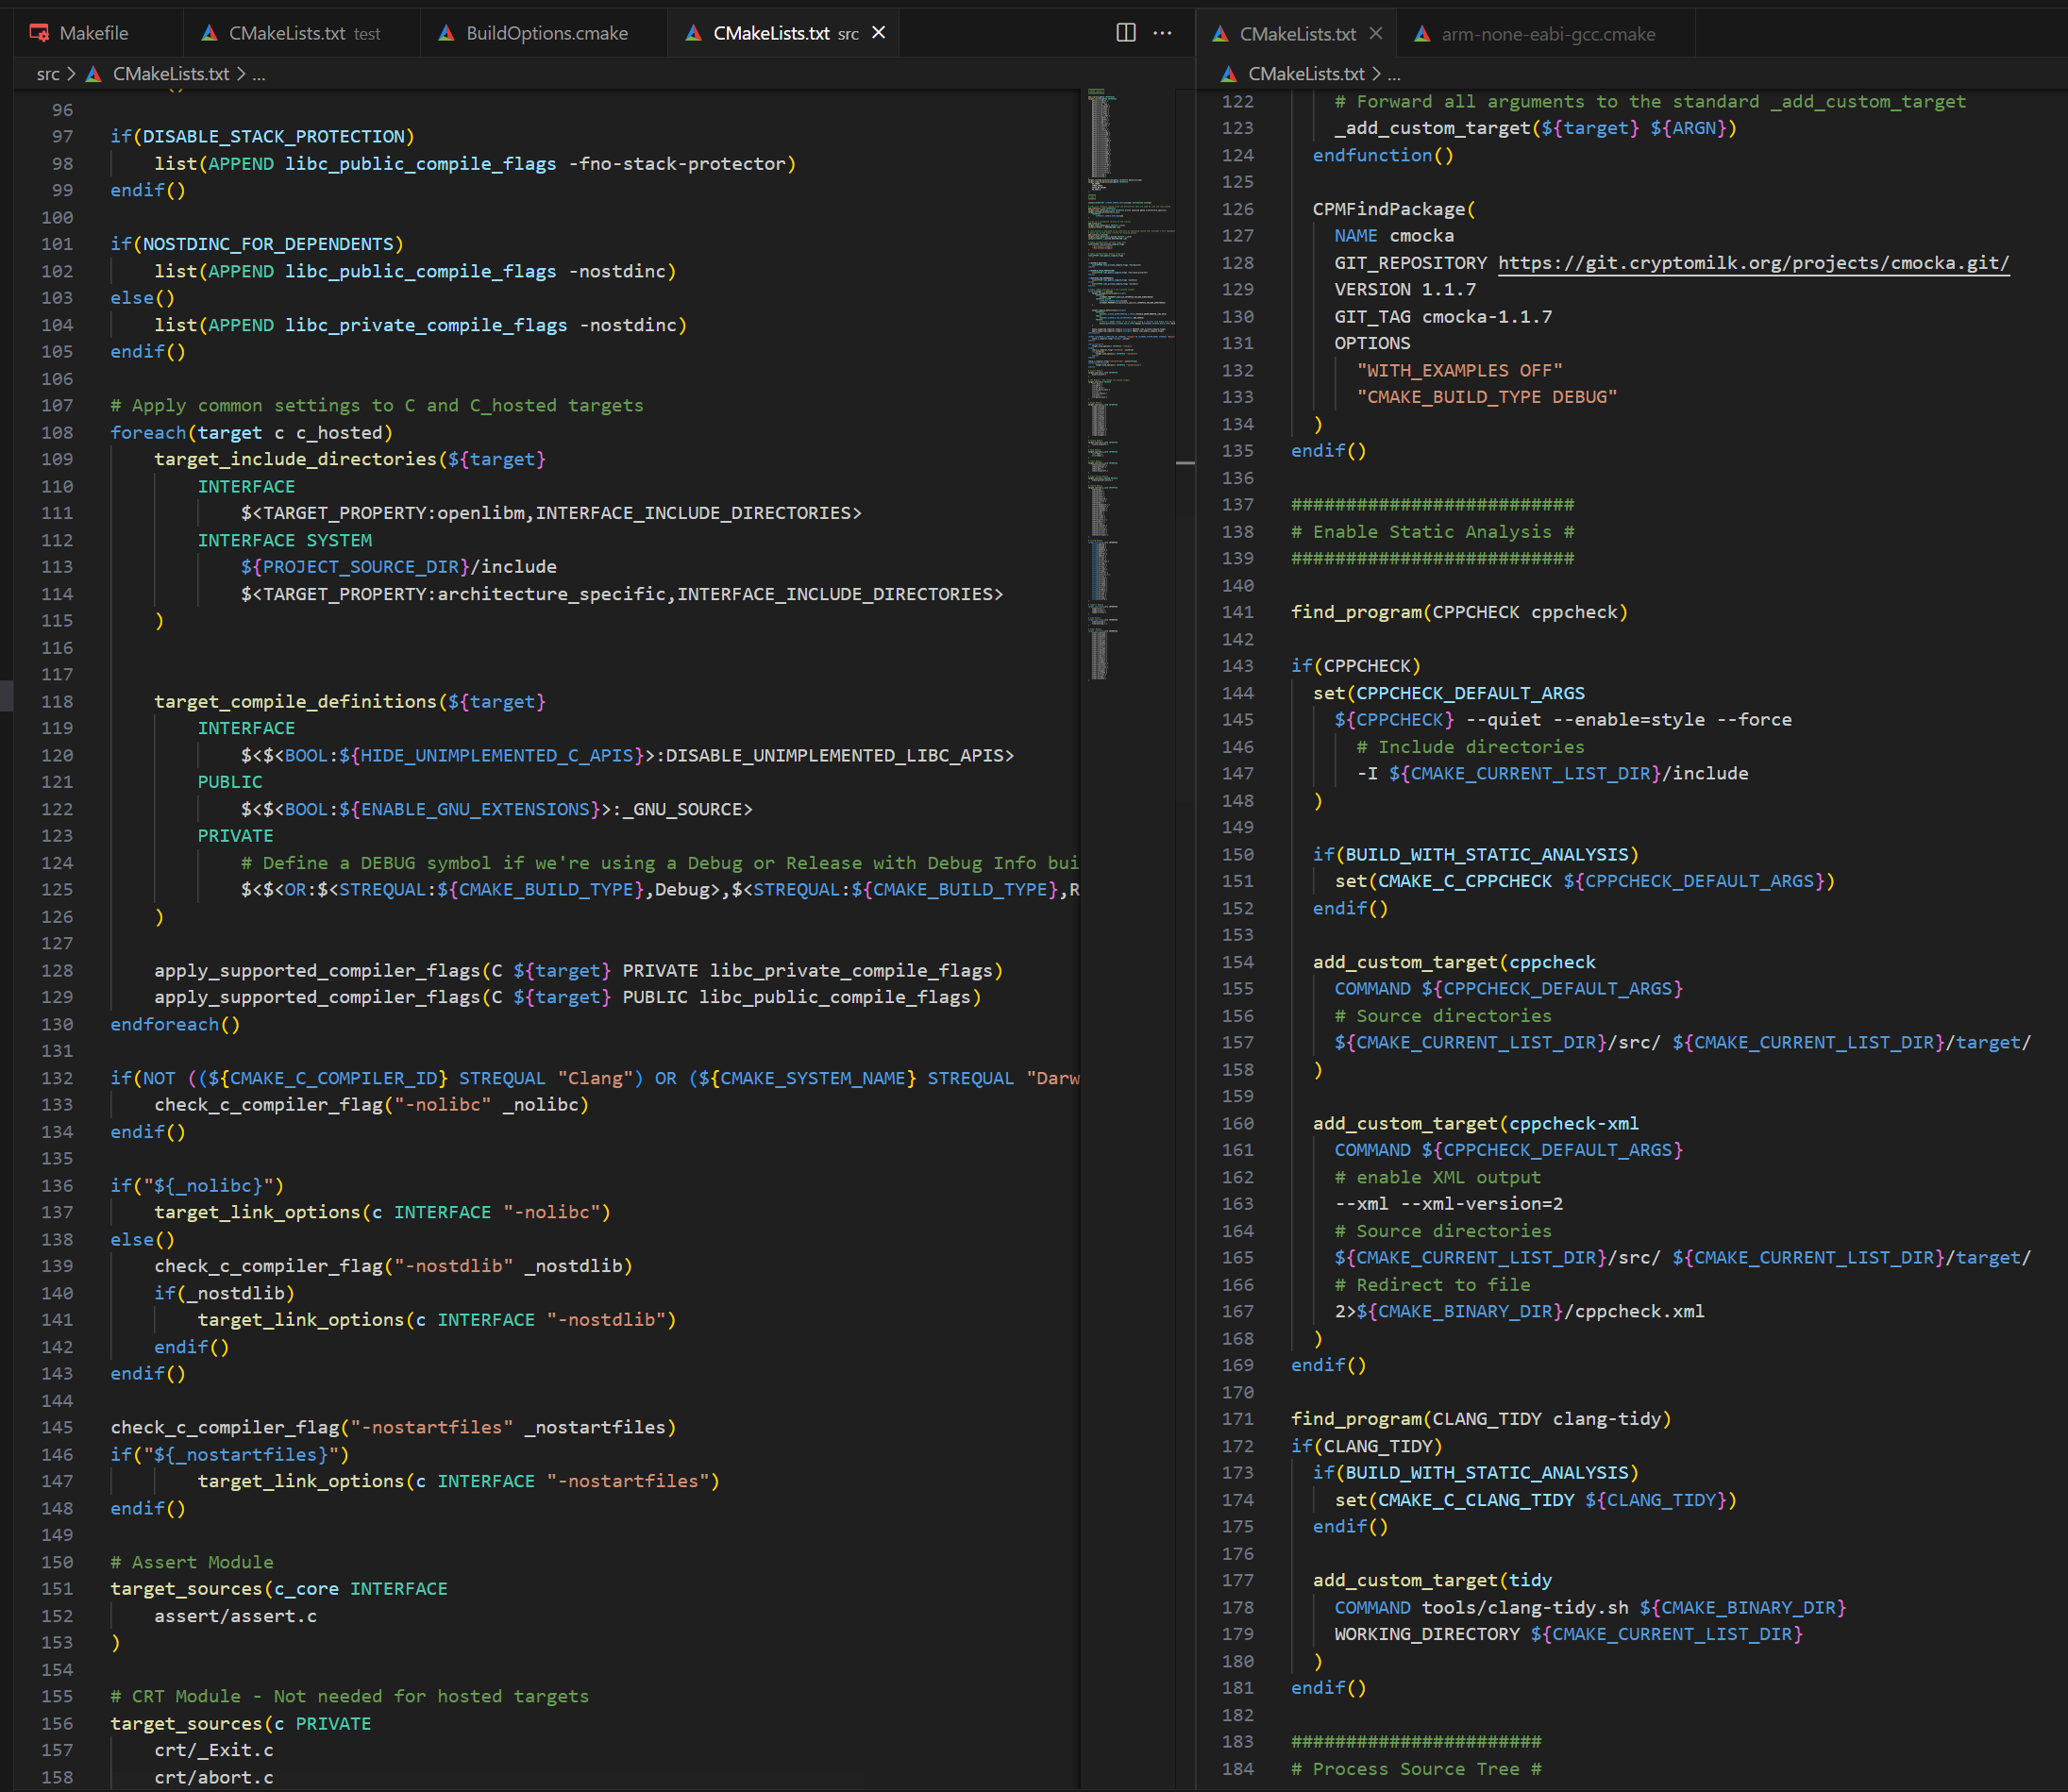 Makefile
CMakeLists.txt test
BuildOptions.cmake
CMakeLists.txt src
src > CMakeLists.txt > ...
96
97 if(DISABLE_STACK_PROTECTION)
98 list(APPEND libc_public_compile_flags -fno-stack-protector)
99 endif()
100
101 if(NOSTDINC_FOR_DEPENDENTS)
102 list(APPEND libc_public_compile_flags -nostdinc)
103 else()
104 list(APPEND libc_private_compile_flags -nostdinc)
105 endif()
106
107 # Apply common settings to C and C_hosted targets
108 foreach(target c c_hosted)
109 target_include_directories(${target}
110 INTERFACE
111 $<TARGET_PROPERTY:openlibm,INTERFACE_INCLUDE_DIRECTORIES>
112 INTERFACE SYSTEM
113 ${PROJECT_SOURCE_DIR}/include
114 $<TARGET_PROPERTY:architecture_specific,INTERFACE_INCLUDE_DIRECTORIES>
115 )
116
117
118 target_compile_definitions(${target}
119 INTERFACE
120 $<$<BOOL:${HIDE_UNIMPLEMENTED_C_APIS}>:DISABLE_UNIMPLEMENTED_LIBC_APIS>
121 PUBLIC
122 $<$<BOOL:${ENABLE_GNU_EXTENSIONS}>:_GNU_SOURCE>
123 PRIVATE
124 # Define a DEBUG symbol if we're using a Debug or Release with Debug Info bui
125 $<$<OR:$<STREQUAL:${CMAKE_BUILD_TYPE},Debug>,$<STREQUAL:${CMAKE_BUILD_TYPE},R
126 )
127
128 apply_supported_compiler_flags(C ${target} PRIVATE libc_private_compile_flags)
129 apply_supported_compiler_flags(C ${target} PUBLIC libc_public_compile_flags)
130 endforeach()
131
132 if(NOT ((${CMAKE_C_COMPILER_ID} STREQUAL "Clang") OR (${CMAKE_SYSTEM_NAME} STREQUAL "Darw
133 check_c_compiler_flag("-nolibc" _nolibc)
134 endif()
135
136 if("${_nolibc}")
137 target_link_options(c INTERFACE "-nolibc")
138 else()
139 check_c_compiler_flag("-nostdlib" _nostdlib)
140 if(_nostdlib)
141 target_link_options(c INTERFACE "-nostdlib")
142 endif()
143 endif()
144
145 check_c_compiler_flag("-nostartfiles" _nostartfiles)
146 if("${_nostartfiles}")
147 target_link_options(c INTERFACE "-nostartfiles")
148 endif()
149
150 # Assert Module
151 target_sources(c_core INTERFACE
152 assert/assert.c
153 )
154
155 # CRT Module - Not needed for hosted targets
156 target_sources(c PRIVATE
157 crt/_Exit.c
158 crt/abort.c
CMakeLists.txt
arm-none-eabi-gcc.cmake
CMakeLists.txt > ...
122 # Forward all arguments to the standard _add_custom_target
123 _add_custom_target(${target} ${ARGN})
124 endfunction()
125
126 CPMFindPackage(
127 NAME cmocka
128 GIT_REPOSITORY https://git.cryptomilk.org/projects/cmocka.git/
129 VERSION 1.1.7
130 GIT_TAG cmocka-1.1.7
131 OPTIONS
132 "WITH_EXAMPLES OFF"
133 "CMAKE_BUILD_TYPE DEBUG"
134 )
135 endif()
136
137 ##########################
138 # Enable Static Analysis #
139 ##########################
140
141 find_program(CPPCHECK cppcheck)
142
143 if(CPPCHECK)
144 set(CPPCHECK_DEFAULT_ARGS
145 ${CPPCHECK} --quiet --enable=style --force
146 # Include directories
147 -I ${CMAKE_CURRENT_LIST_DIR}/include
148 )
149
150 if(BUILD_WITH_STATIC_ANALYSIS)
151 set(CMAKE_C_CPPCHECK ${CPPCHECK_DEFAULT_ARGS})
152 endif()
153
154 add_custom_target(cppcheck
155 COMMAND ${CPPCHECK_DEFAULT_ARGS}
156 # Source directories
157 ${CMAKE_CURRENT_LIST_DIR}/src/ ${CMAKE_CURRENT_LIST_DIR}/target/
158 )
159
160 add_custom_target(cppcheck-xml
161 COMMAND ${CPPCHECK_DEFAULT_ARGS}
162 # enable XML output
163 --xml --xml-version=2
164 # Source directories
165 ${CMAKE_CURRENT_LIST_DIR}/src/ ${CMAKE_CURRENT_LIST_DIR}/target/
166 # Redirect to file
167 2>${CMAKE_BINARY_DIR}/cppcheck.xml
168 )
169 endif()
170
171 find_program(CLANG_TIDY clang-tidy)
172 if(CLANG_TIDY)
173 if(BUILD_WITH_STATIC_ANALYSIS)
174 set(CMAKE_C_CLANG_TIDY ${CLANG_TIDY})
175 endif()
176
177 add_custom_target(tidy
178 COMMAND tools/clang-tidy.sh ${CMAKE_BINARY_DIR}
179 WORKING_DIRECTORY ${CMAKE_CURRENT_LIST_DIR}
180 )
181 endif()
182
183 #######################
184 # Process Source Tree #